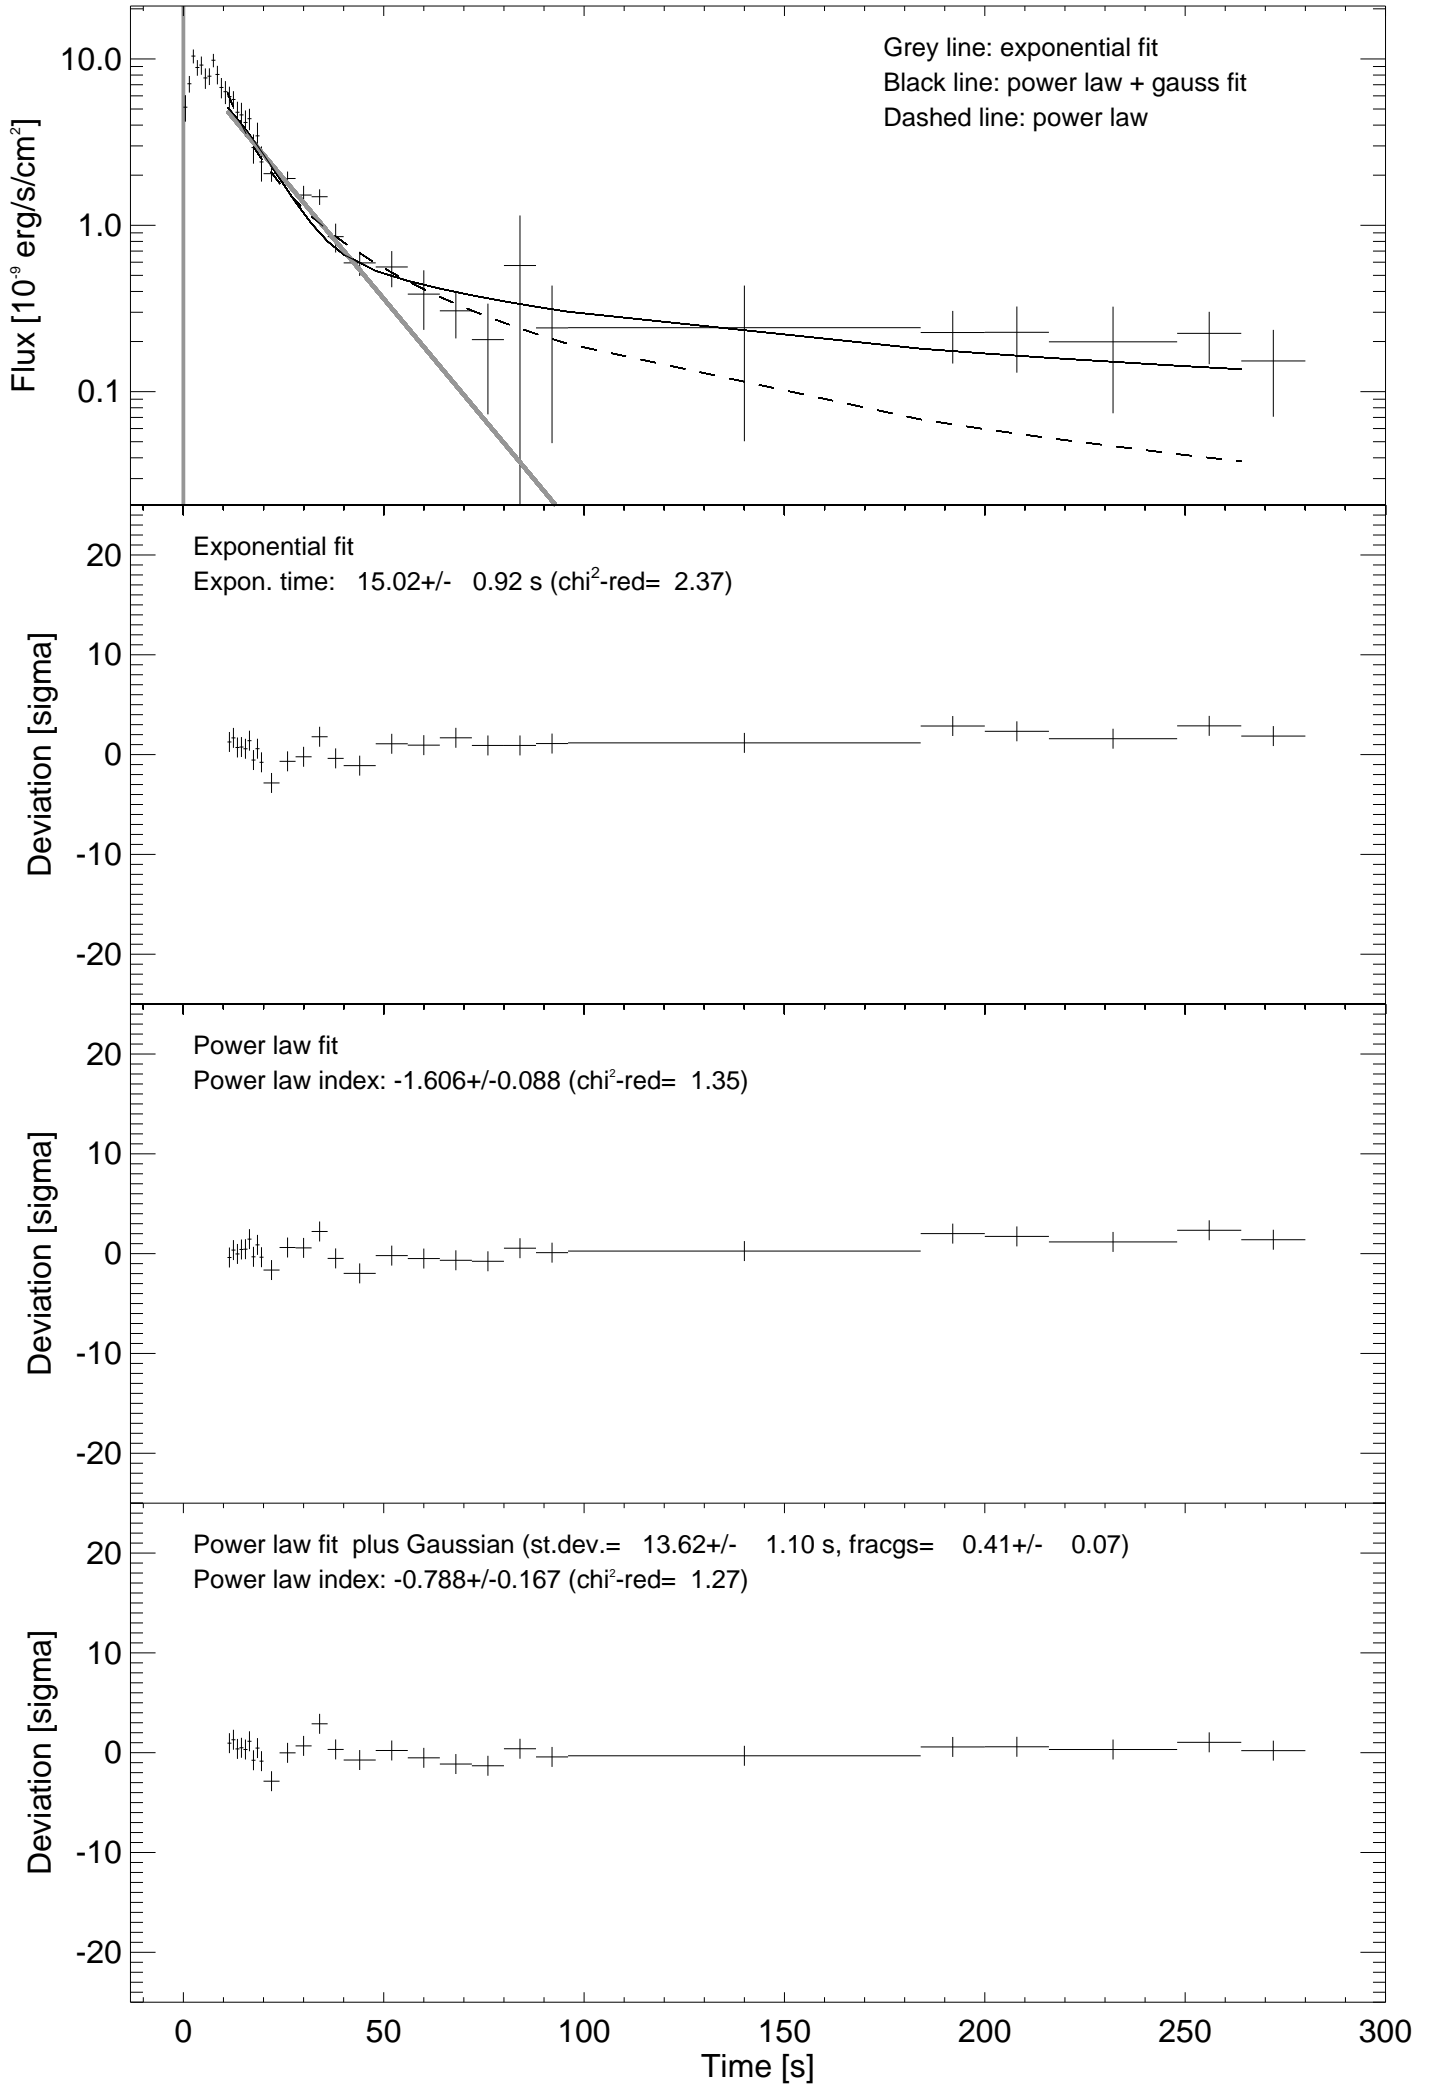 Grey line: exponential fit
Black line: power law + gauss fit
Dashed line: power law
Flux [10⁻⁹ erg/s/cm²]
10.0
1.0
0.1
Exponential fit
Expon. time: 15.02+/- 0.92 s (chi²-red= 2.37)
Deviation [sigma]
20
10
0
-10
-20
Power law fit
Power law index: -1.606+/-0.088 (chi²-red= 1.35)
Deviation [sigma]
20
10
0
-10
-20
Power law fit plus Gaussian (st.dev.= 13.62+/- 1.10 s, fracgs= 0.41+/- 0.07)
Power law index: -0.788+/-0.167 (chi²-red= 1.27)
Deviation [sigma]
20
10
0
-10
-20
0 50 100 150 200 250 300
Time [s]